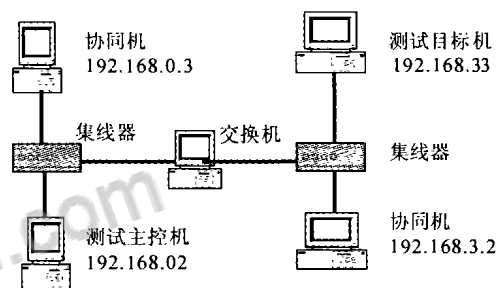 协同机
192.168.0.3
测试目标机
192.168.33
集线器
交换机
集线器
测试主控机
192.168.02
协同机
192.168.3.2
.com